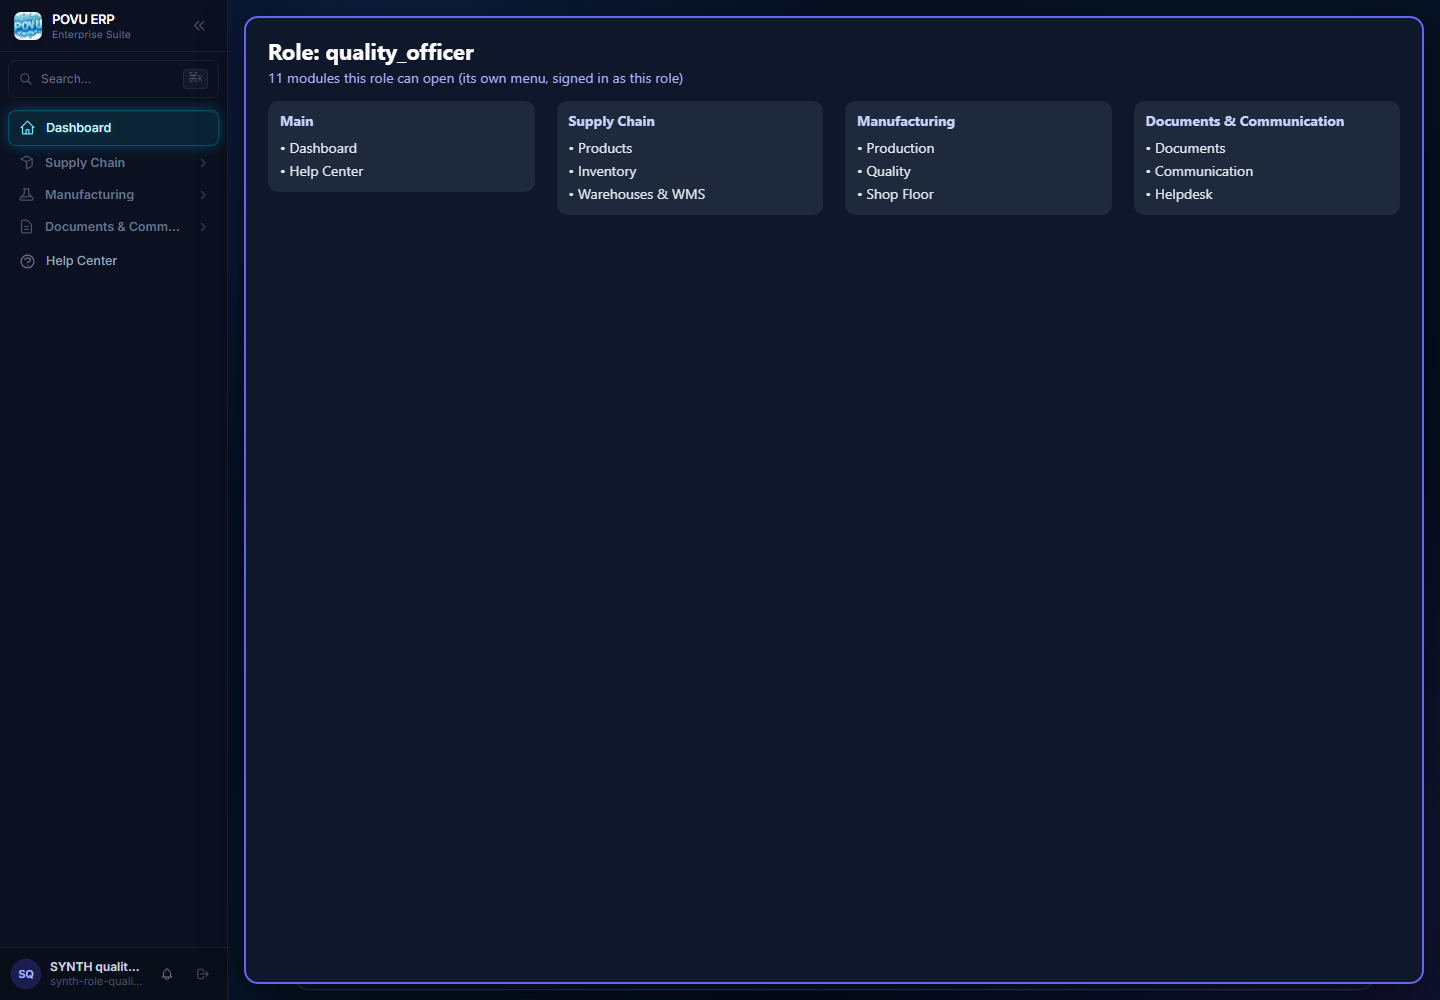 POVU ERP
Enterprise Suite
Search...
⌘K
Dashboard
Supply Chain
Manufacturing
Documents & Comm...
Help Center
SQ
SYNTH qualit...
synth-role-quali...
Role: quality_officer
11 modules this role can open (its own menu, signed in as this role)
Main
• Dashboard
• Help Center
Supply Chain
• Products
• Inventory
• Warehouses & WMS
Manufacturing
• Production
• Quality
• Shop Floor
Documents & Communication
• Documents
• Communication
• Helpdesk